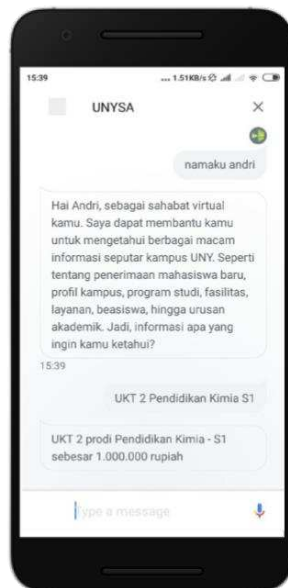 15:39
... 1.51KB/s
UNYSA
namaku andri
Hai Andri, sebagai sahabat virtual
kamu. Saya dapat membantu kamu
untuk mengetahui berbagai macam
informasi seputar kampus UNY. Seperti
tentang penerimaan mahasiswa baru,
profil kampus, program studi, fasilitas,
layanan, beasiswa, hingga urusan
akademik. Jadi, informasi apa yang
ingin kamu ketahui?
15:39
UKT 2 Pendidikan Kimia S1
UKT 2 prodi Pendidikan Kimia - S1
sebesar 1.000.000 rupiah
Type a message